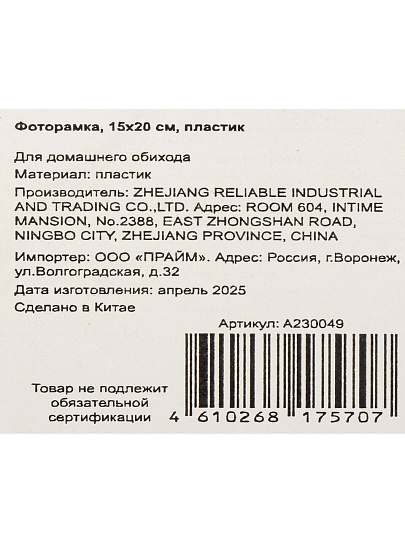 Фоторамка, 15x20 см, пластик
Для домашнего обихода
Материал: пластик
Производитель: ZHEJIANG RELIABLE INDUSTRIAL
AND TRADING CO.,LTD. Адрес: ROOM 604, INTIME
MANSION, No.2388, EAST ZHONGSHAN ROAD,
NINGBO CITY, ZHEJIANG PROVINCE, CHINA
Импортер: ООО «ПРАЙМ». Адрес: Россия, г.Воронеж,
ул.Волгоградская, д.32
Дата изготовления: апрель 2025
Сделано в Китае
Артикул: A230049
Товар не подлежит
обязательной
сертификации
4 610268 175707